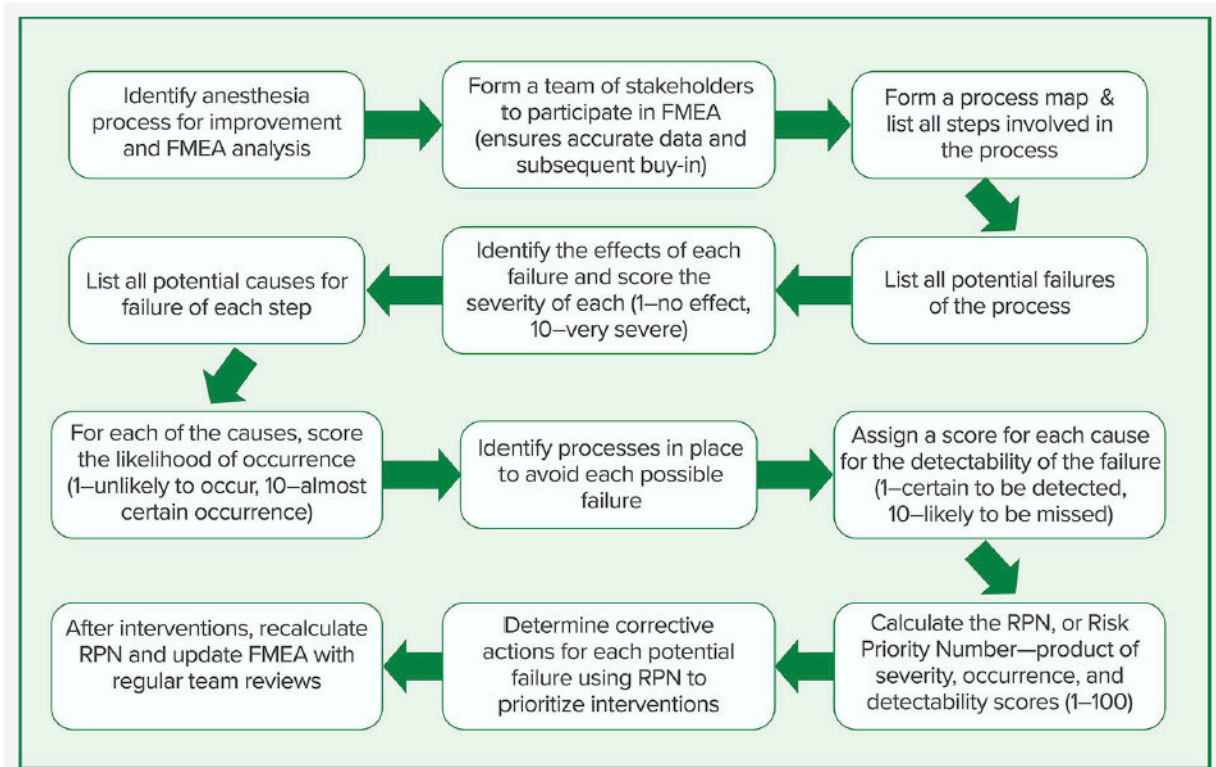 Identify anesthesia
process for improvement
and FMEA analysis
Form a team of stakeholders
to participate in FMEA
(ensures accurate data and
subsequent buy-in)
Form a process map & 
list all steps involved in
the process
List all potential failures
of the process
Identify the effects of each
failure and score the
severity of each (1–no effect,
10–very severe)
List all potential causes for
failure of each step
For each of the causes, score
the likelihood of occurrence
(1–unlikely to occur, 10–almost
certain occurrence)
Identify processes in place
to avoid each possible
failure
Assign a score for each cause
for the detectability of the failure
(1–certain to be detected,
10–likely to be missed)
Calculate the RPN, or Risk
Priority Number—product of
severity, occurrence, and
detectability scores (1–100)
Determine corrective
actions for each potential
failure using RPN to
prioritize interventions
After interventions, recalculate
RPN and update FMEA with
regular team reviews